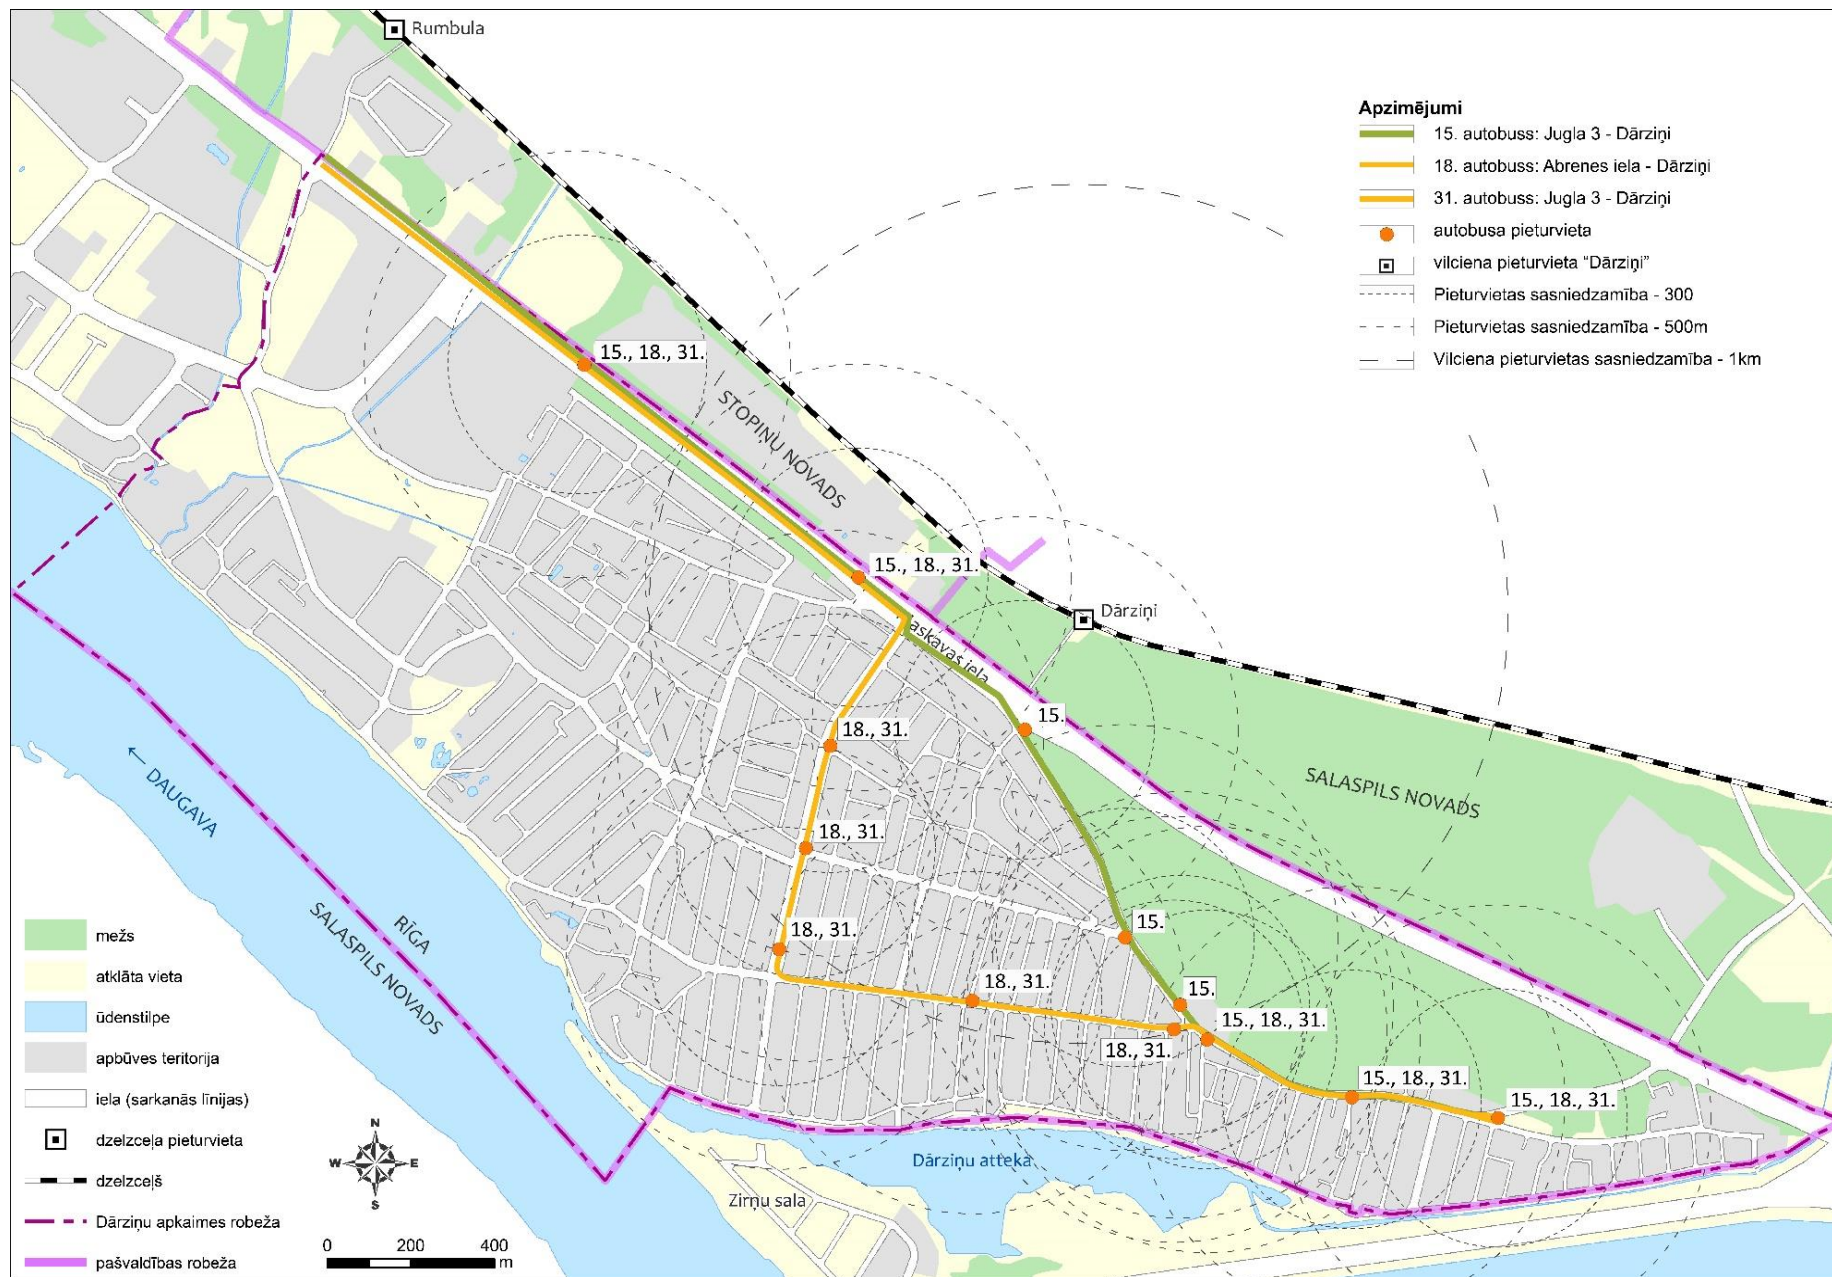 Rumbula
Apzimējumi
15. autobuss: Jugla 3 - Dārziņi
18. autobuss: Abrenes iela - Dārziņi
31. autobuss: Jugla 3 - Dārziņi
autobusa pieturvieta
vilciena pieturvieta “Dārziņi”
Pieturvietas sasniedzamība - 300
Pieturvietas sasniedzamība - 500m
Vilciena pieturvietas sasniedzamība - 1km
15., 18., 31.
STOPIŅU NOVADS
15., 18., 31.
Dārziņi
askavas iela
15.
18., 31.
SALASPILS NOVADS
← DAUGAVA
18., 31.
RĪGA
SALASPILS NOVADS
15.
18., 31.
18., 31.
15.
15., 18., 31.
18., 31.
15., 18., 31.
15., 18., 31.
Dārziņu atteka
Zirņu sala
mežs
atklāta vieta
ūdenstilpe
apbūves teritorija
iela (sarkanās līnijas)
dzelzceļa pieturvieta
dzelzceļš
Dārziņu apkaimes robeža
pašvaldības robeža
N
W E
S
0 200 400
m